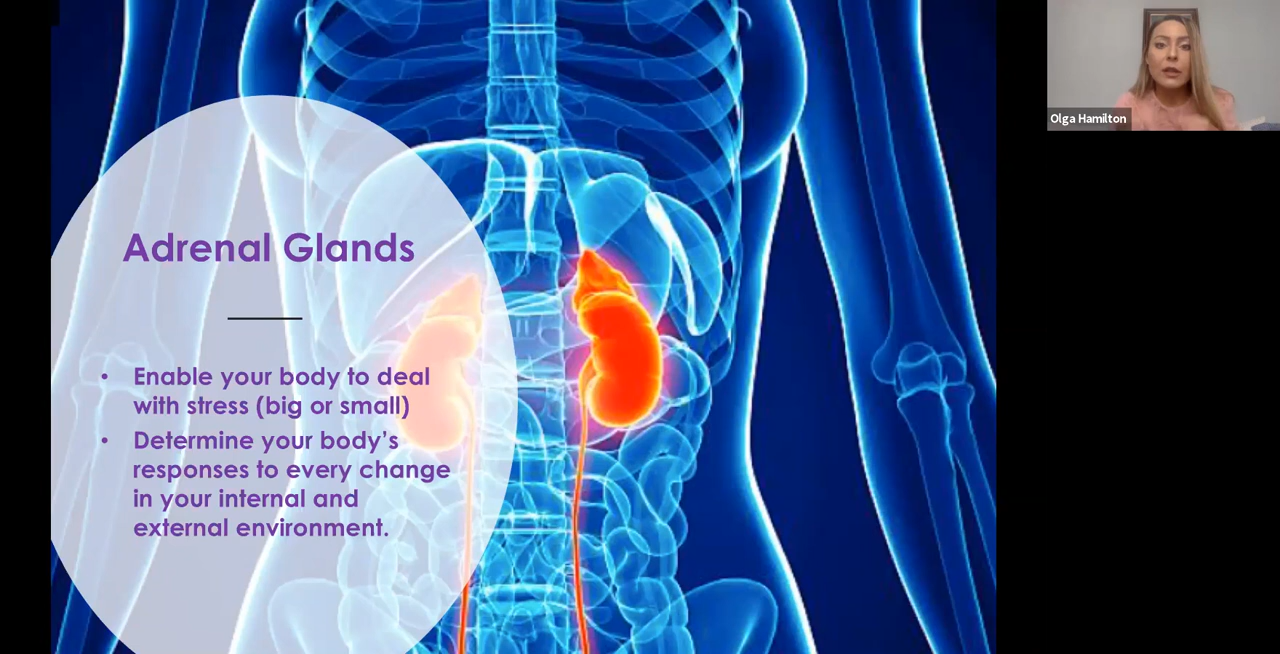 Adrenal Glands
• Enable your body to deal
with stress (big or small)
• Determine your body’s
responses to every change
in your internal and
external environment.
Olga Hamilton